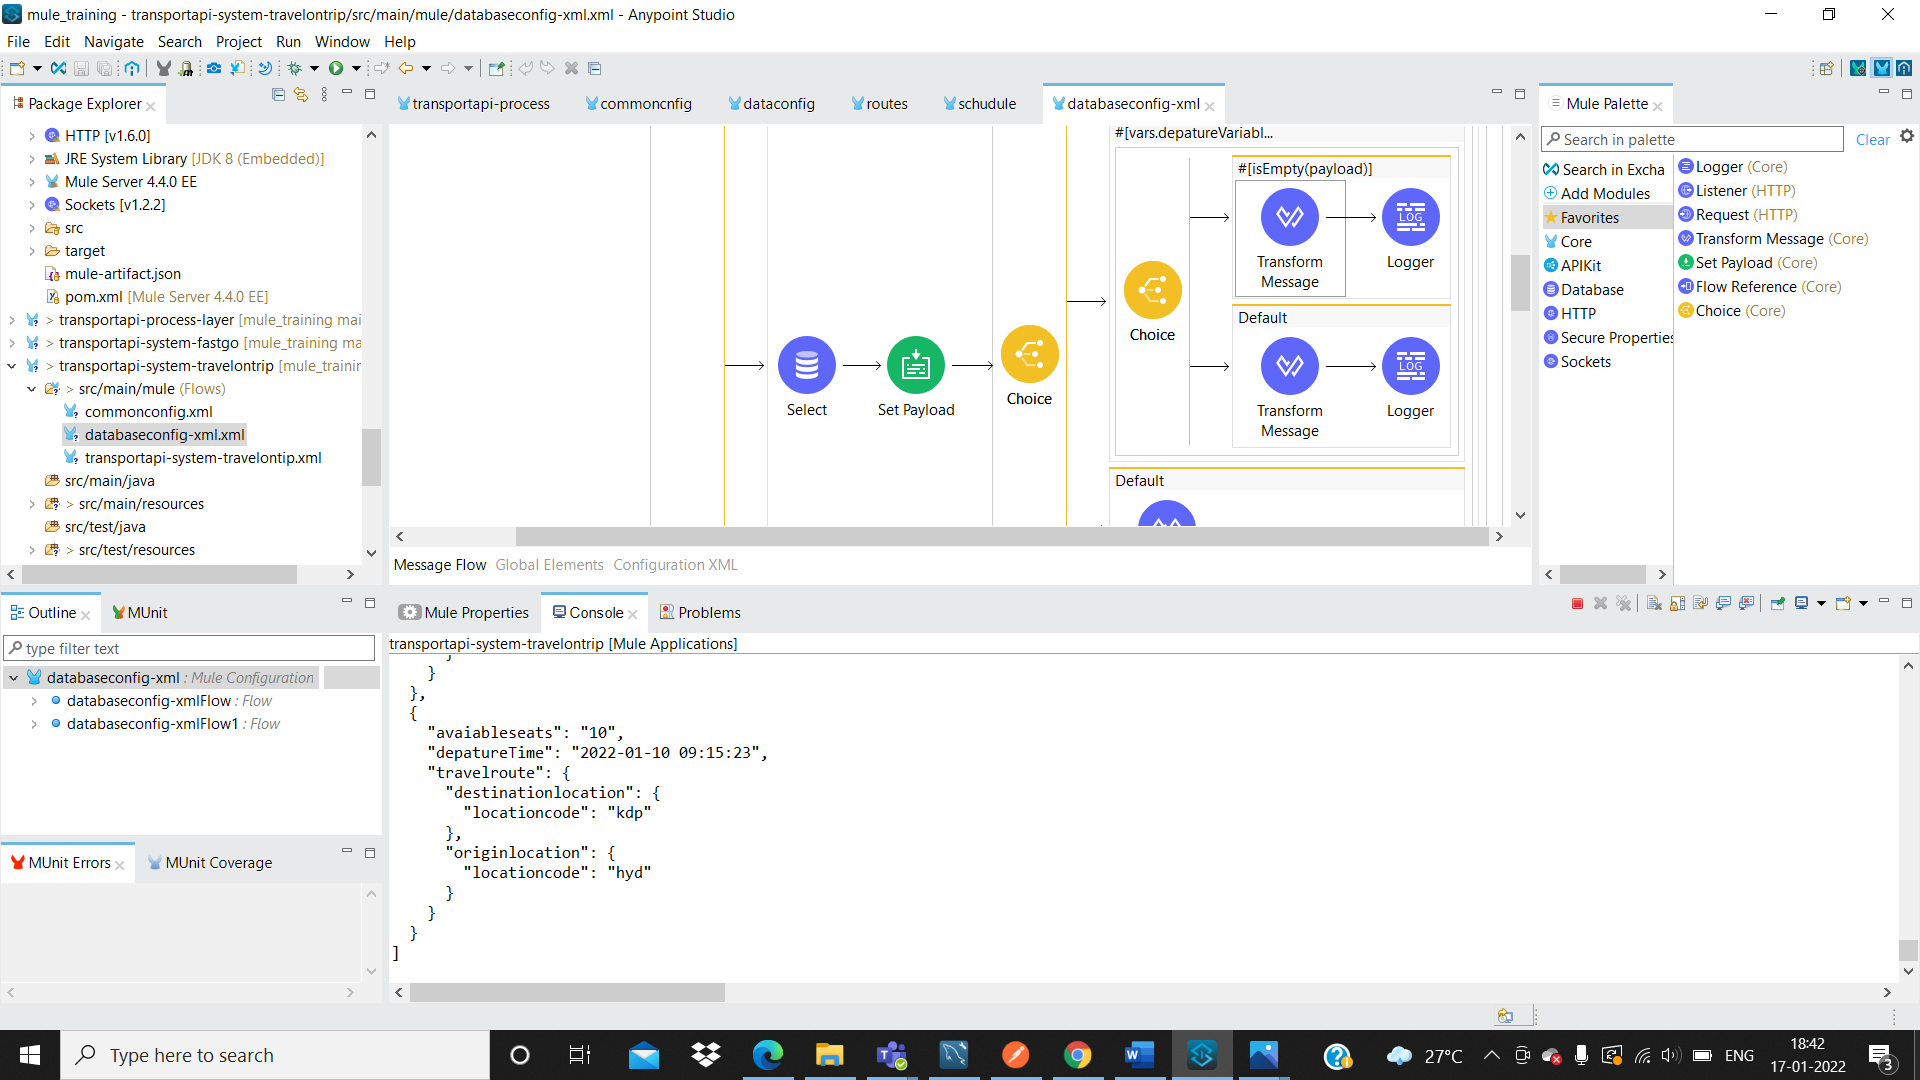 mule_training - transportapi-system-travelontrip/src/main/mule/databaseconfig-xml.xml - Anypoint Studio
File Edit Navigate Search Project Run Window Help
Package Explorer
HTTP [v1.6.0]
JRE System Library [JDK 8 (Embedded)]
Mule Server 4.4.0 EE
Sockets [v1.2.2]
src
target
mule-artifact.json
pom.xml [Mule Server 4.4.0 EE]
> transportapi-process-layer [mule_training mai
> transportapi-system-fastgo [mule_training ma
> transportapi-system-travelontrip [mule_trainir
> src/main/mule (Flows)
commonconfig.xml
databaseconfig-xml.xml
transportapi-system-travelontip.xml
src/main/java
> src/main/resources
src/test/java
> src/test/resources
transportapi-process commoncnfig dataconfig routes schudule databaseconfig-xml
#[vars.depatureVariabl...
#[isEmpty(payload)]
Transform Message
Logger
Choice
Default
Transform Message
Logger
Select
Set Payload
Choice
Default
Message Flow Global Elements Configuration XML
Mule Palette
Search in palette
Clear
Search in Excha
Add Modules
Favorites
Core
APIKit
Database
HTTP
Secure Properties
Sockets
Logger (Core)
Listener (HTTP)
Request (HTTP)
Transform Message (Core)
Set Payload (Core)
Flow Reference (Core)
Choice (Core)
Outline MUnit
type filter text
databaseconfig-xml : Mule Configuration
databaseconfig-xmlFlow : Flow
databaseconfig-xmlFlow1 : Flow
MUnit Errors MUnit Coverage
Mule Properties Console Problems
transportapi-system-travelontrip [Mule Applications]
}
}
},
{
"avaiableseats": "10",
"depatureTime": "2022-01-10 09:15:23",
"travelroute": {
"destinationlocation": {
"locationcode": "kdp"
},
"originlocation": {
"locationcode": "hyd"
}
}
}
]
Type here to search
27°C
ENG
18:42
17-01-2022
3